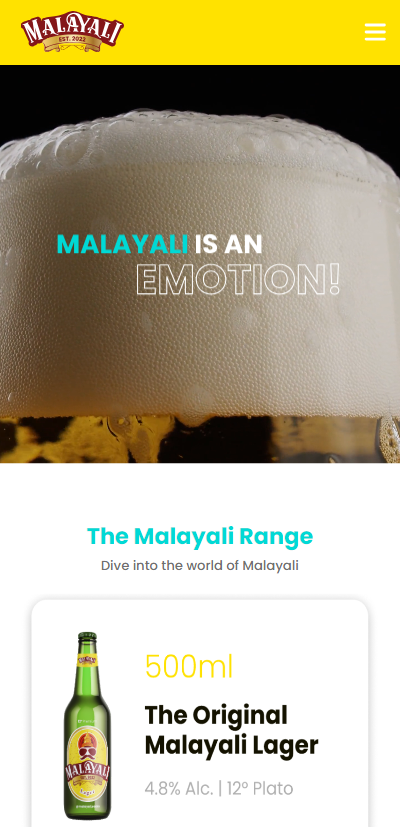 MALAYALI
EST. 2022
MALAYALI IS AN
EMOTION!
The Malayali Range
Dive into the world of Malayali
500ml
The Original
Malayali Lager
4.8% Alc. | 12° Plato
MALAYALI
Lager